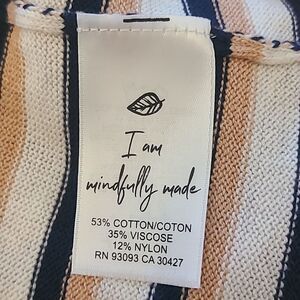 I am
mindfully made
53% COTTON/COTON
35% VISCOSE
12% NYLON
RN 93093 CA 30427